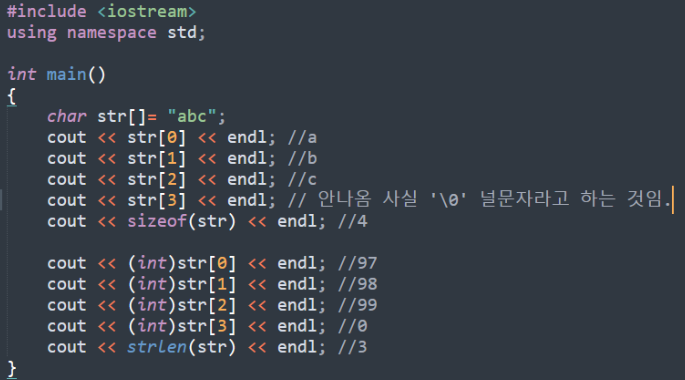 #include <iostream>
using namespace std;
int main()
{
char str[]= "abc";
cout << str[0] << endl; //a
cout << str[1] << endl; //b
cout << str[2] << endl; //c
cout << str[3] << endl; // 안나옴 사실 '\0' 널문자라고 하는 것임.
cout << sizeof(str) << endl; //4
cout << (int)str[0] << endl; //97
cout << (int)str[1] << endl; //98
cout << (int)str[2] << endl; //99
cout << (int)str[3] << endl; //0
cout << strlen(str) << endl; //3
}